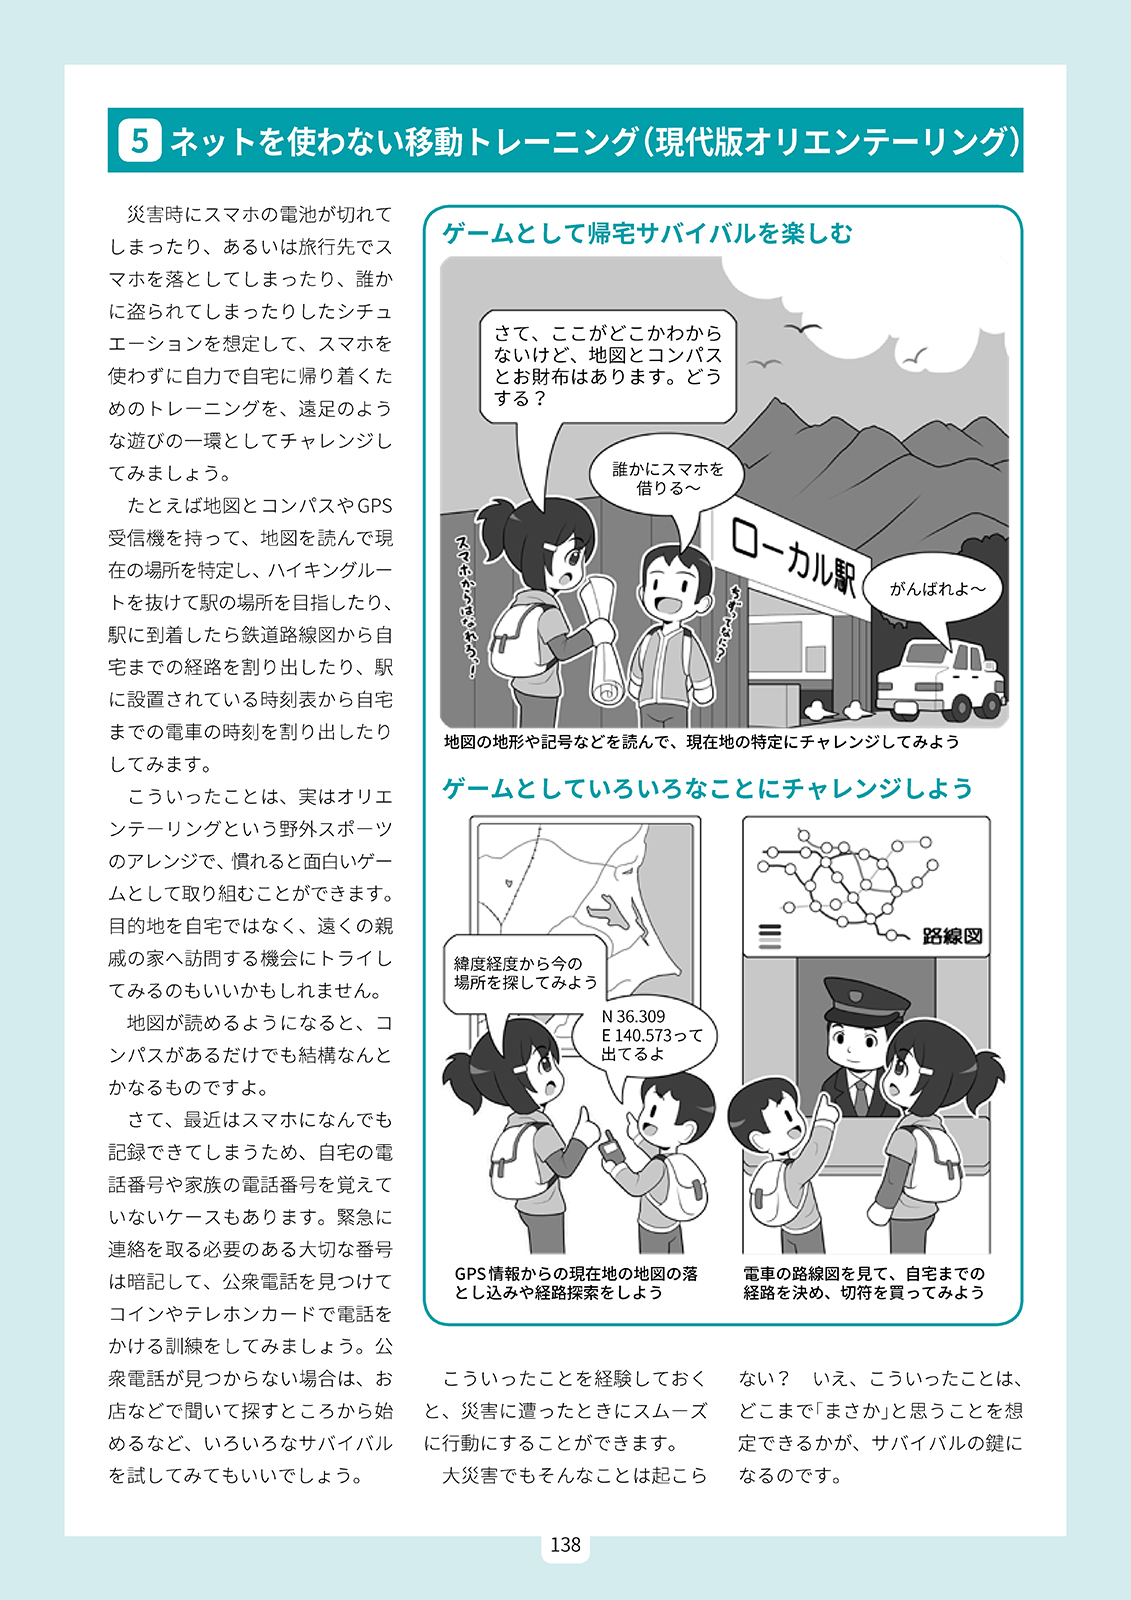 5 ネットを使わない移動トレーニング（現代版オリエンテーリング）
災害時にスマホの電池が切れて
しまったり、あるいは旅行先でス
マホを落としてしまったり、誰か
に盗られてしまったりしたシチュ
エーションを想定して、スマホを
使わずに自力で自宅に帰り着くた
めのトレーニングを、遠足のよう
な遊びの一環としてチャレンジし
てみましょう。
たとえば地図とコンパスやGPS
受信機を持って、地図を読んで現
在の場所を特定し、ハイキングルー
トを抜けて駅の場所を目指したり、
駅に到着したら鉄道路線図から自
宅までの経路を割り出したり、駅
に設置されている時刻表から自宅
までの電車の時刻を割り出したり
してみます。
こういったことは、実はオリエ
ンテーリングという野外スポーツ
のアレンジで、慣れると面白いゲー
ムとして取り組むことができます。
目的地を自宅ではなく、遠くの親
戚の家へ訪問する機会にトライし
てみるのもいいかもしれません。
地図が読めるようになると、コ
ンパスがあるだけでも結構なんと
かなるものですよ。
さて、最近はスマホになんでも
記録できてしまうため、自宅の電
話番号や家族の電話番号を覚えて
いないケースもあります。緊急に
連絡を取る必要のある大切な番号
は暗記して、公衆電話を見つけて
コインやテレホンカードで電話を
かける訓練をしてみましょう。公
衆電話が見つからない場合は、お
店などで聞いて探すところから始
めるなど、いろいろなサバイバル
を試してみてもいいでしょう。
ゲームとして帰宅サバイバルを楽しむ
さて、ここがどこかわから
ないけど、地図とコンパス
とお財布はあります。どう
する？
誰かにスマホを
借りる〜
スマホからはなれろっ！
ちずってなに？
ローカル駅
がんばれよ〜
地図の地形や記号などを読んで、現在地の特定にチャレンジしてみよう
ゲームとしていろいろなことにチャレンジしよう
緯度経度から今の
場所を探してみよう
N 36.309
E 140.573って
出てるよ
GPS情報からの現在地の地図の落
とし込みや経路探索をしよう
路線図
電車の路線図を見て、自宅までの
経路を決め、切符を買ってみよう
こういったことを経験しておく
と、災害に遭ったときにスムーズ
に行動にすることができます。
大災害でもそんなことは起こら
ない？　いえ、こういったことは、
どこまで「まさか」と思うことを想
定できるかが、サバイバルの鍵に
なるのです。
138